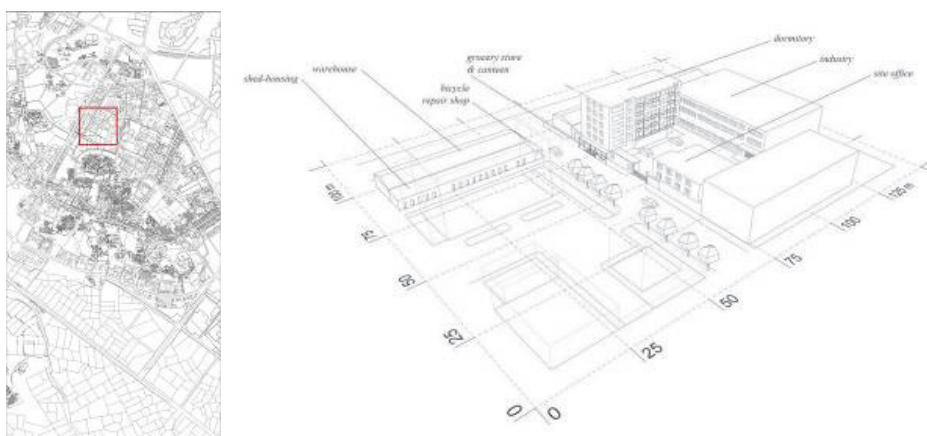 dormitory
grocery store
& canteen
industry
warehouse
shed-housing
bicycle
repair shop
site office
100 m
75
50
25
0
0
25
50
75
100
125 m